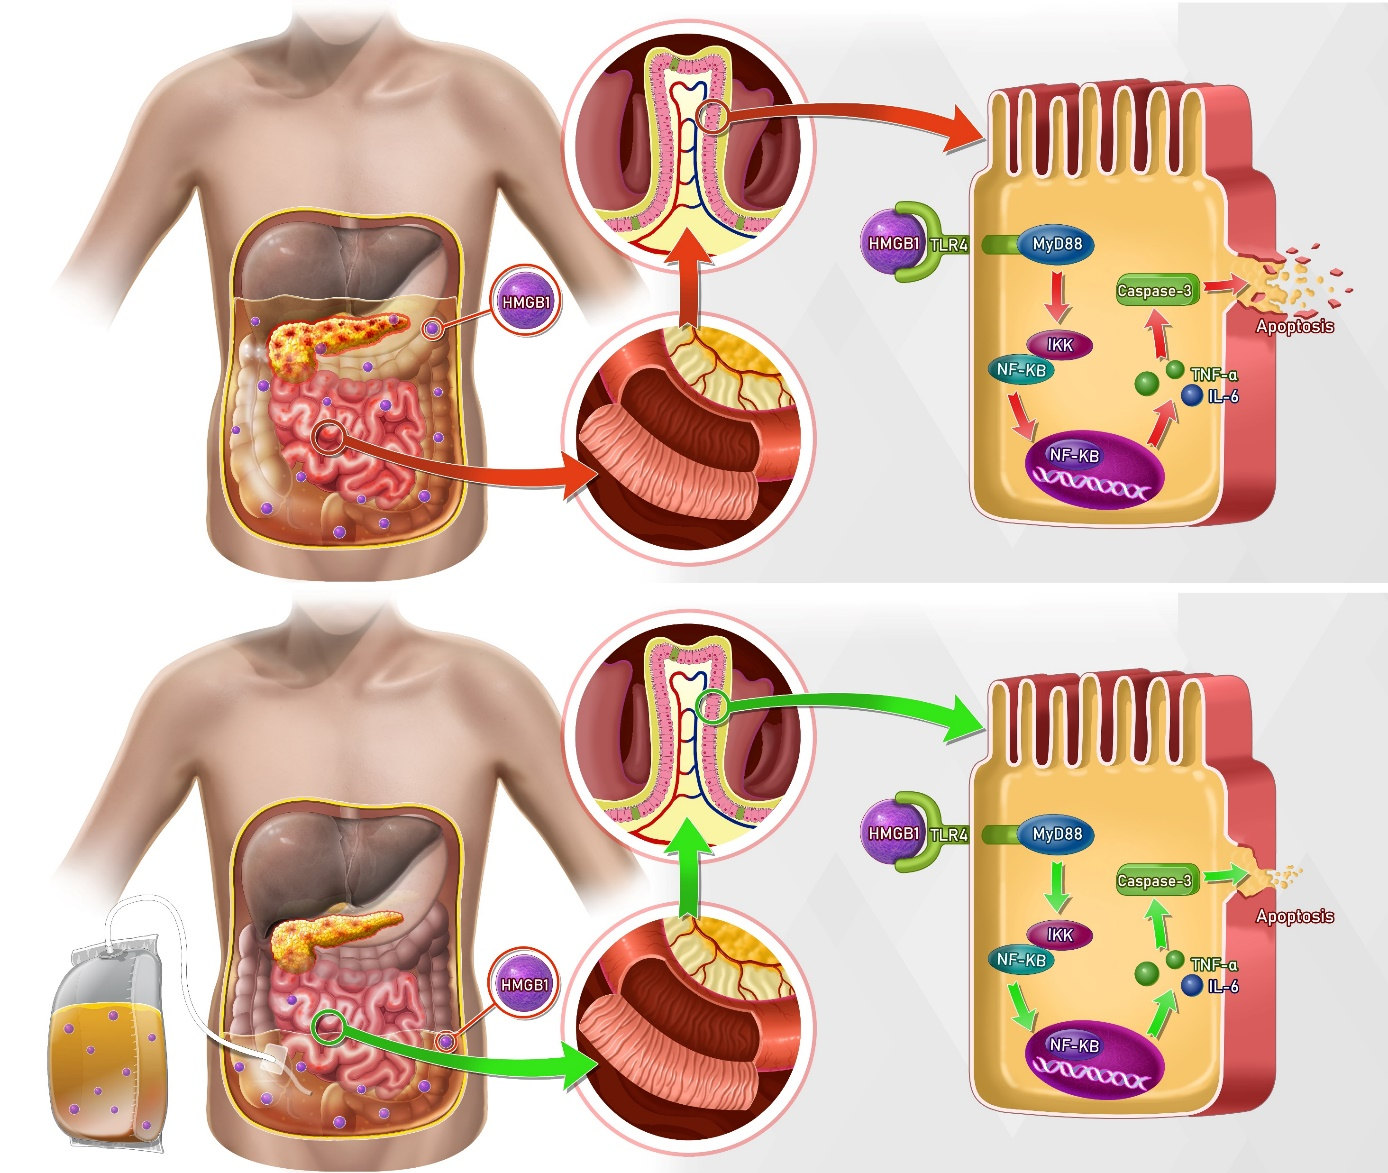 HMGB1
HMGB1
TLR4
MyD88
Caspase-3
Apoptosis
IKK
NF-KB
TNF-α
IL-6
NF-KB
HMGB1
HMGB1
TLR4
MyD88
Caspase-3
Apoptosis
IKK
NF-KB
TNF-α
IL-6
NF-KB